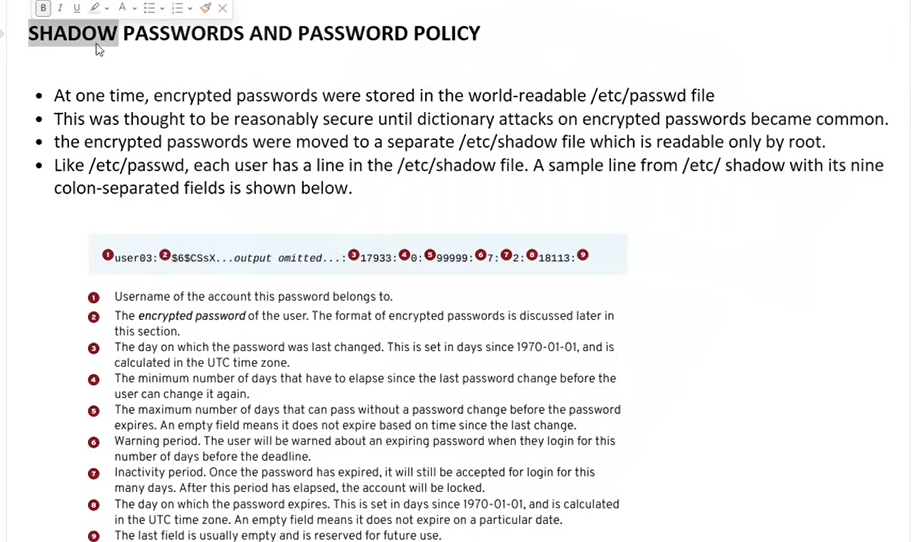 B I U A
SHADOW PASSWORDS AND PASSWORD POLICY
• At one time, encrypted passwords were stored in the world-readable /etc/passwd file
• This was thought to be reasonably secure until dictionary attacks on encrypted passwords became common.
• the encrypted passwords were moved to a separate /etc/shadow file which is readable only by root.
• Like /etc/passwd, each user has a line in the /etc/shadow file. A sample line from /etc/ shadow with its nine
colon-separated fields is shown below.
1 user03: 2 $6$CSsX...output omitted...: 3 17933: 4 0: 5 99999: 6 7: 7 2: 8 18113: 9
1 Username of the account this password belongs to.
2 The encrypted password of the user. The format of encrypted passwords is discussed later in
this section.
3 The day on which the password was last changed. This is set in days since 1970-01-01, and is
calculated in the UTC time zone.
4 The minimum number of days that have to elapse since the last password change before the
user can change it again.
5 The maximum number of days that can pass without a password change before the password
expires. An empty field means it does not expire based on time since the last change.
6 Warning period. The user will be warned about an expiring password when they login for this
number of days before the deadline.
7 Inactivity period. Once the password has expired, it will still be accepted for login for this
many days. After this period has elapsed, the account will be locked.
8 The day on which the password expires. This is set in days since 1970-01-01, and is calculated
in the UTC time zone. An empty field means it does not expire on a particular date.
9 The last field is usually empty and is reserved for future use.